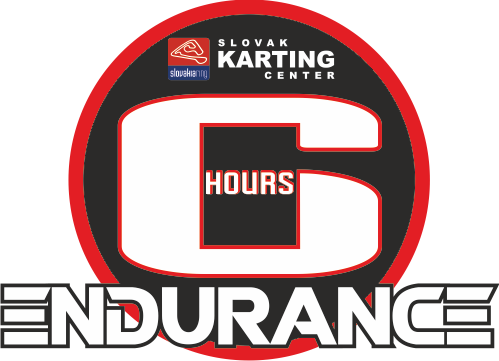 SLOVAK
KARTING
CENTER
slovakiaring
6
HOURS
ENDURANCE